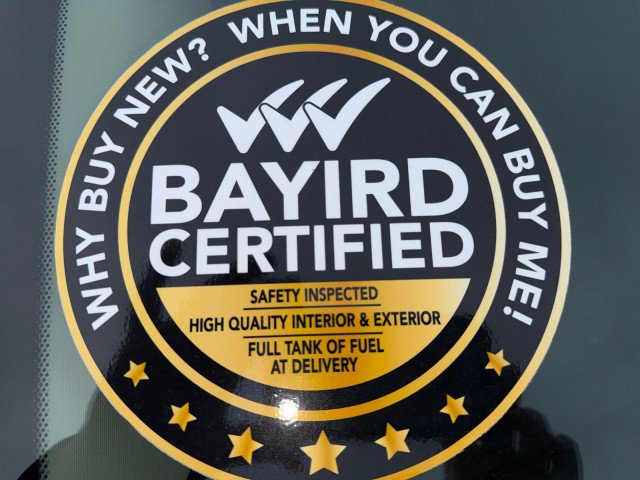 WHY BUY NEW? WHEN YOU CAN BUY ME!
BAYIRD
CERTIFIED
SAFETY INSPECTED
HIGH QUALITY INTERIOR & EXTERIOR
FULL TANK OF FUEL
AT DELIVERY